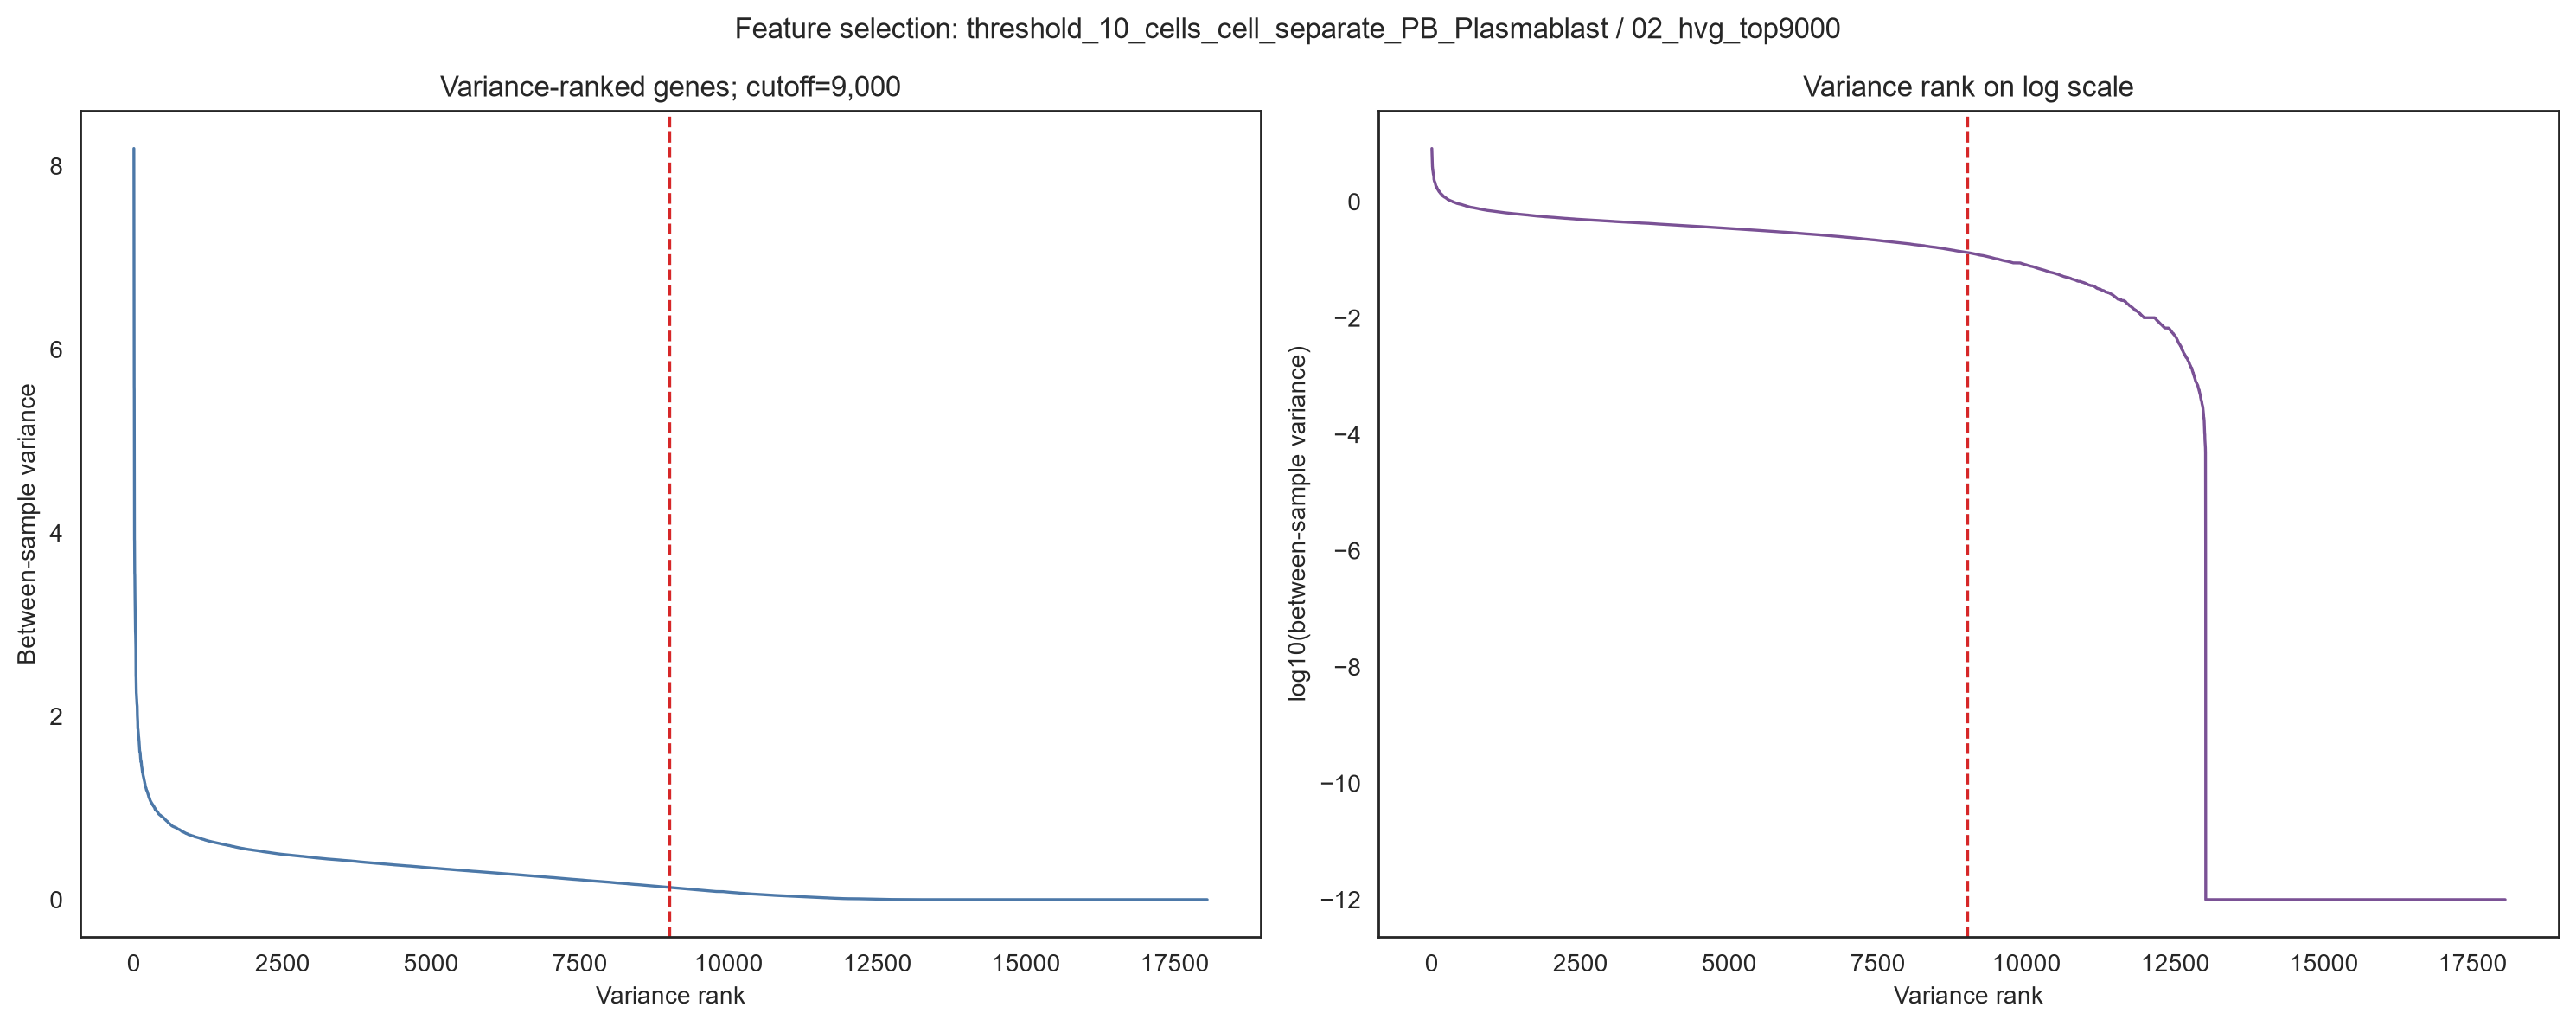 Feature selection: threshold_10_cells_cell_separate_PB_Plasmablast / 02_hvg_top9000
Variance-ranked genes; cutoff=9,000
Between-sample variance
8
6
4
2
0
0 2500 5000 7500 10000 12500 15000 17500
Variance rank
Variance rank on log scale
log10(between-sample variance)
0
−2
−4
−6
−8
−10
−12
0 2500 5000 7500 10000 12500 15000 17500
Variance rank